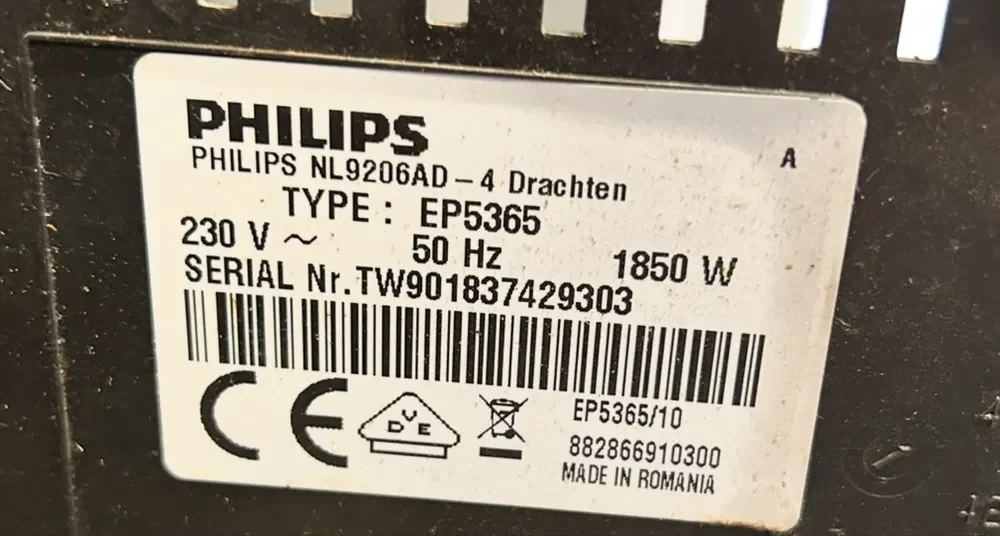 PHILIPS
A
PHILIPS NL9206AD – 4 Drachten
TYPE : EP5365
230 V ~ 50 Hz 1850 W
SERIAL Nr. TW901837429303
CE
VDE
EP5365/10
882866910300
MADE IN ROMANIA